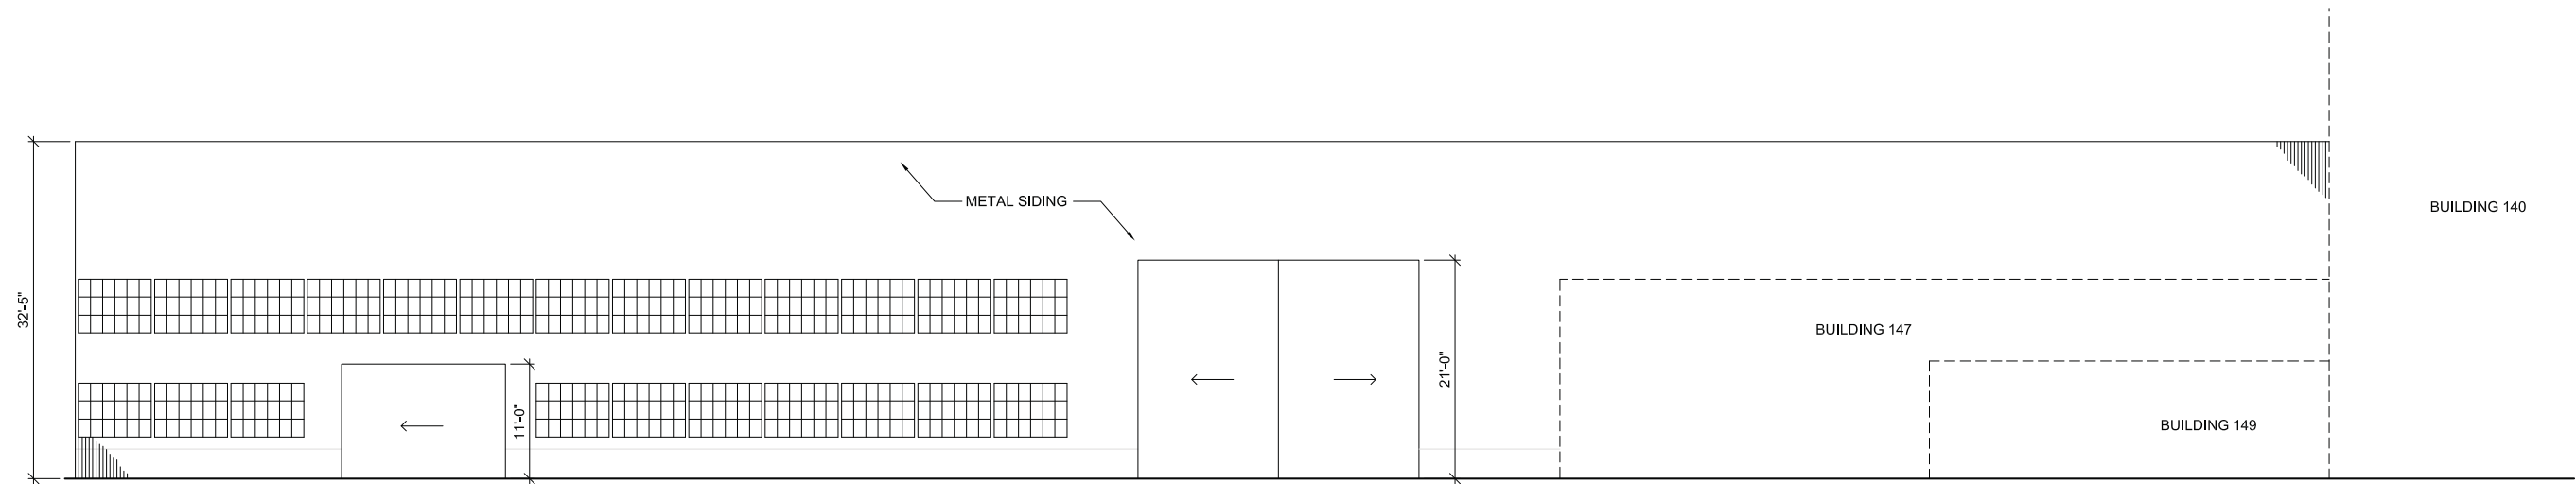 METAL SIDING
BUILDING 140
32'-5"
BUILDING 147
21'-0"
11'-0"
BUILDING 149